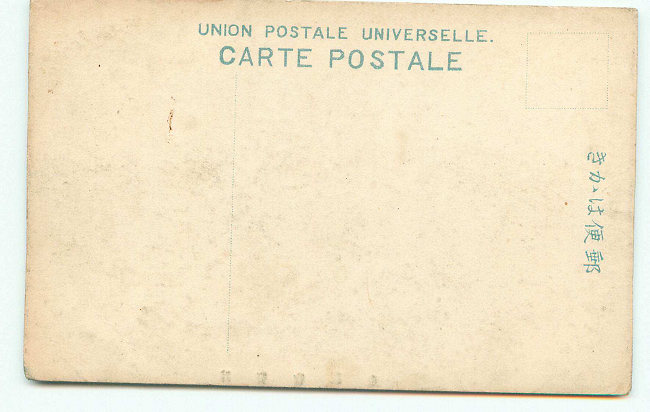 UNION POSTALE UNIVERSELLE.
CARTE POSTALE
きかは便郵